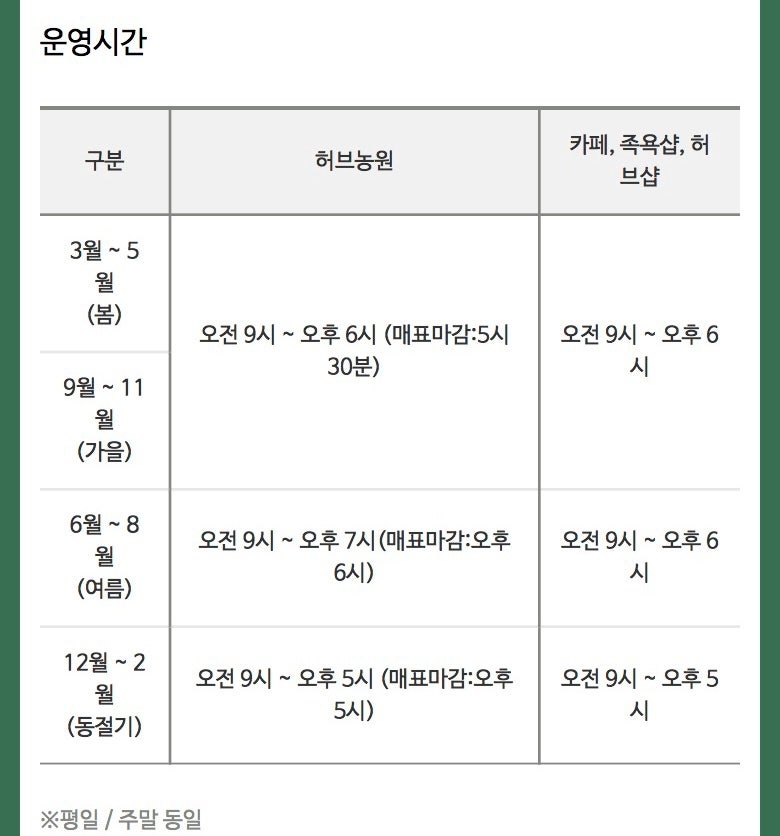 운영시간
구분
허브농원
카페, 족욕샵, 허
브샵
3월 ~ 5
월
(봄)
오전 9시 ~ 오후 6시 (매표마감:5시
30분)
오전 9시 ~ 오후 6
시
9월 ~ 11
월
(가을)
6월 ~ 8
월
(여름)
오전 9시 ~ 오후 7시(매표마감:오후
6시)
오전 9시 ~ 오후 6
시
12월 ~ 2
월
(동절기)
오전 9시 ~ 오후 5시 (매표마감:오후
5시)
오전 9시 ~ 오후 5
시
※평일 / 주말 동일